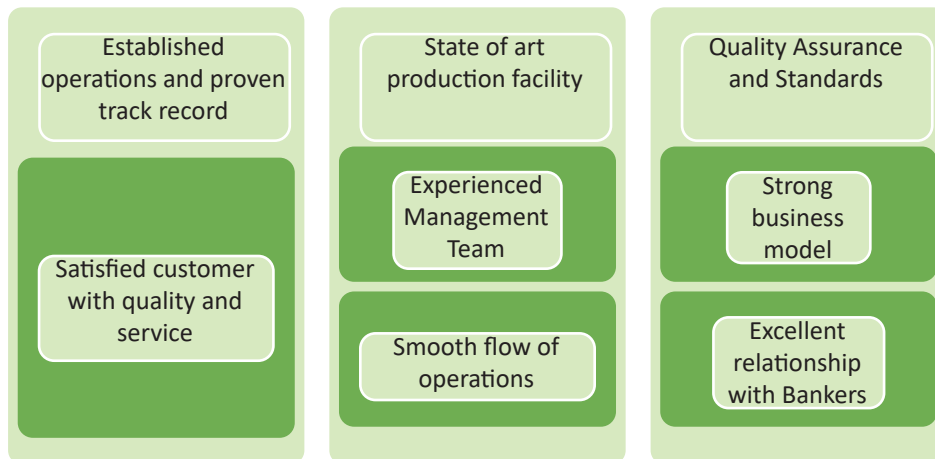 Established
operations and proven
track record
Satisfied customer
with quality and
service
State of art
production facility
Experienced
Management
Team
Smooth flow of
operations
Quality Assurance
and Standards
Strong
business
model
Excellent
relationship
with Bankers